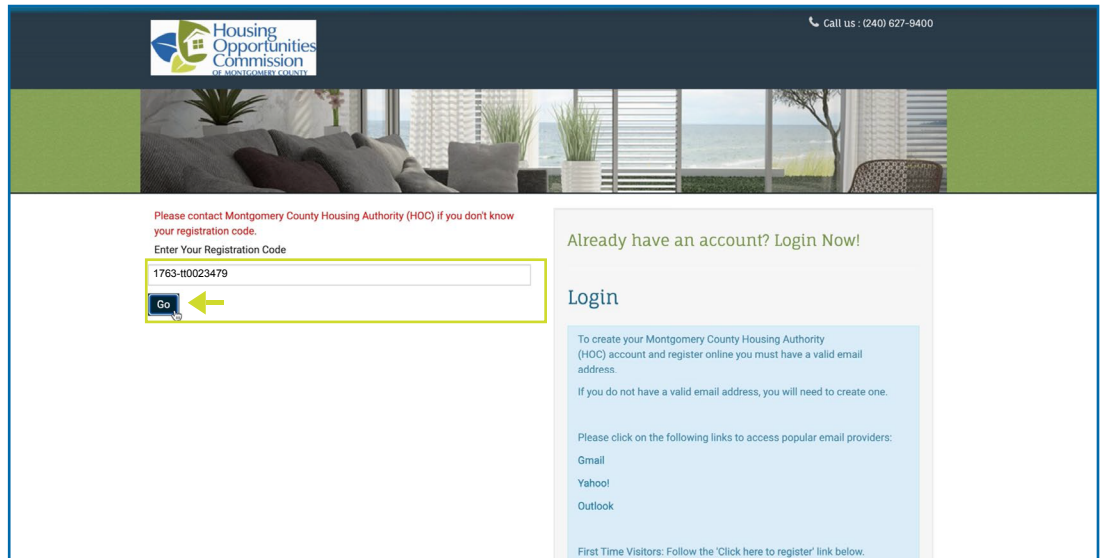 Housing
Opportunities
Commission
OF MONTGOMERY COUNTY
Call us : (240) 627-9400
Please contact Montgomery County Housing Authority (HOC) if you don't know
your registration code.
Enter Your Registration Code
1763-tt0023479
Go
Already have an account? Login Now!
Login
To create your Montgomery County Housing Authority
(HOC) account and register online you must have a valid email
address.
If you do not have a valid email address, you will need to create one.
Please click on the following links to access popular email providers:
Gmail
Yahoo!
Outlook
First Time Visitors: Follow the 'Click here to register' link below.